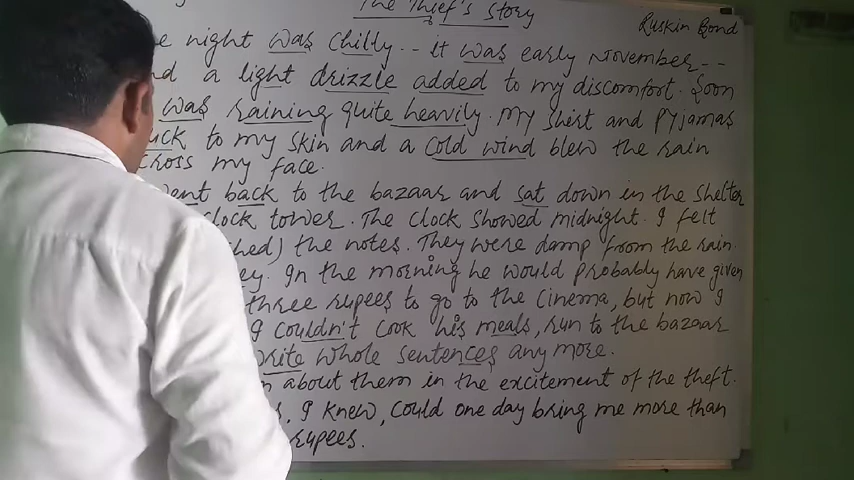 The Thief's Story
Ruskin Bond
night was chilly -- it was early November --
a light drizzle added to my discomfort. Soon
was raining quite heavily. My shirt and pyjamas
to my skin and a cold wind blew the rain
my face.
back to the bazaar and sat down in the shelter
clock tower. The clock showed midnight. I felt
the notes. They were damp from the rain.
In the morning he would probably have given
three rupees to go to the cinema, but now I
I couldn't cook his meals, run to the bazaar
whole sentences any more.
about them in the excitement of the theft.
I knew, could one day bring me more than
rupees.